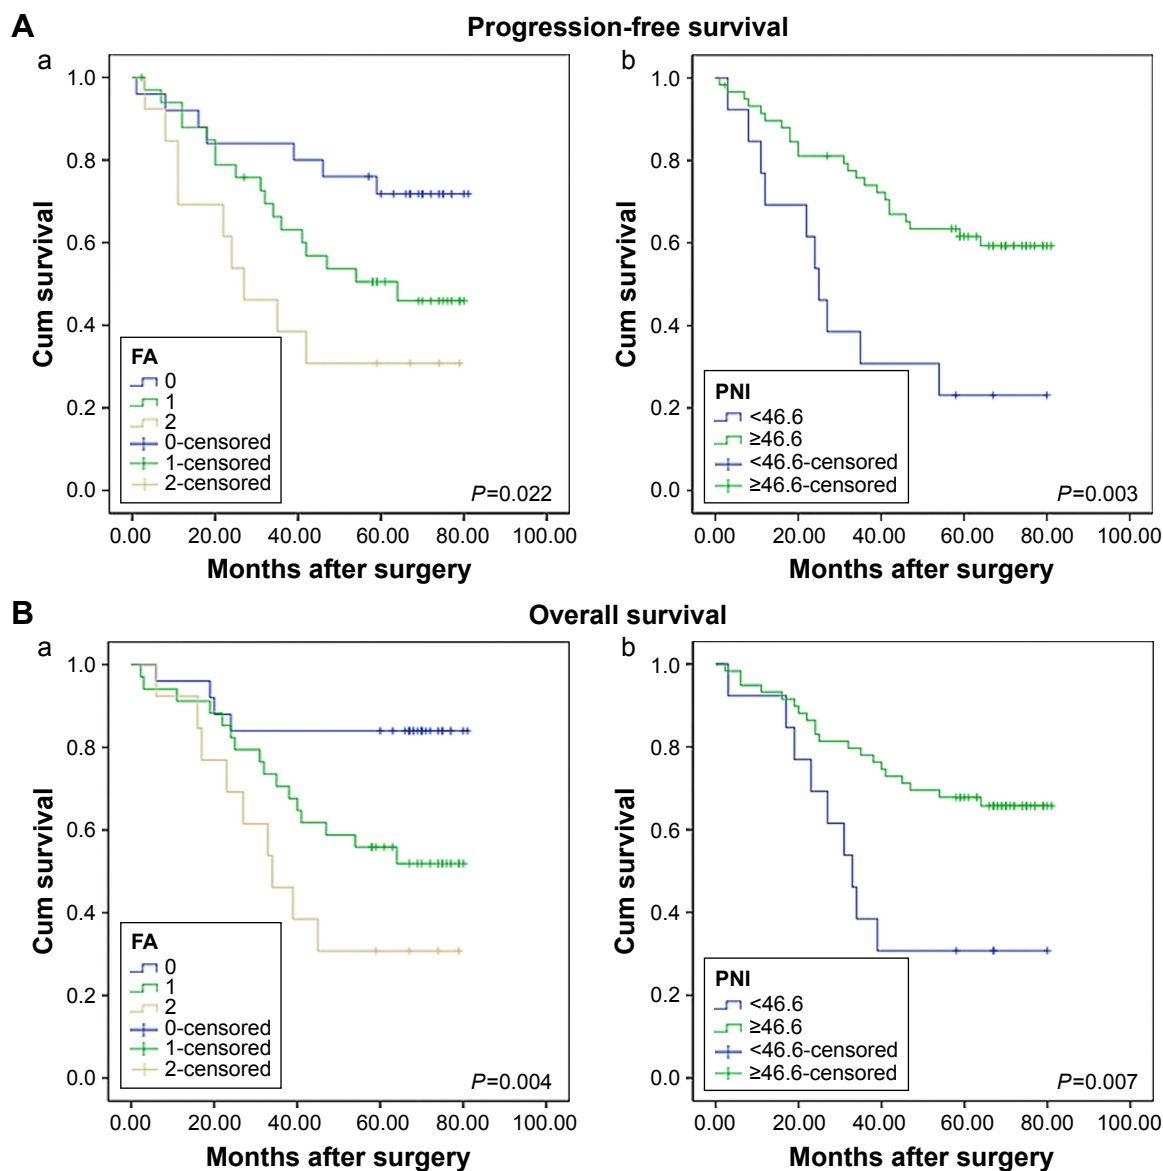 A
Progression-free survival
a
1.0
0.8
0.6
0.4
0.2
0.0
Cum survival
FA
0
1
2
0-censored
1-censored
2-censored
P=0.022
0.00 20.00 40.00 60.00 80.00 100.00
Months after surgery
b
1.0
0.8
0.6
0.4
0.2
0.0
Cum survival
PNI
<46.6
≥46.6
<46.6-censored
≥46.6-censored
P=0.003
0.00 20.00 40.00 60.00 80.00 100.00
Months after surgery
B
Overall survival
a
1.0
0.8
0.6
0.4
0.2
0.0
Cum survival
FA
0
1
2
0-censored
1-censored
2-censored
P=0.004
0.00 20.00 40.00 60.00 80.00 100.00
Months after surgery
b
1.0
0.8
0.6
0.4
0.2
0.0
Cum survival
PNI
<46.6
≥46.6
<46.6-censored
≥46.6-censored
P=0.007
0.00 20.00 40.00 60.00 80.00 100.00
Months after surgery